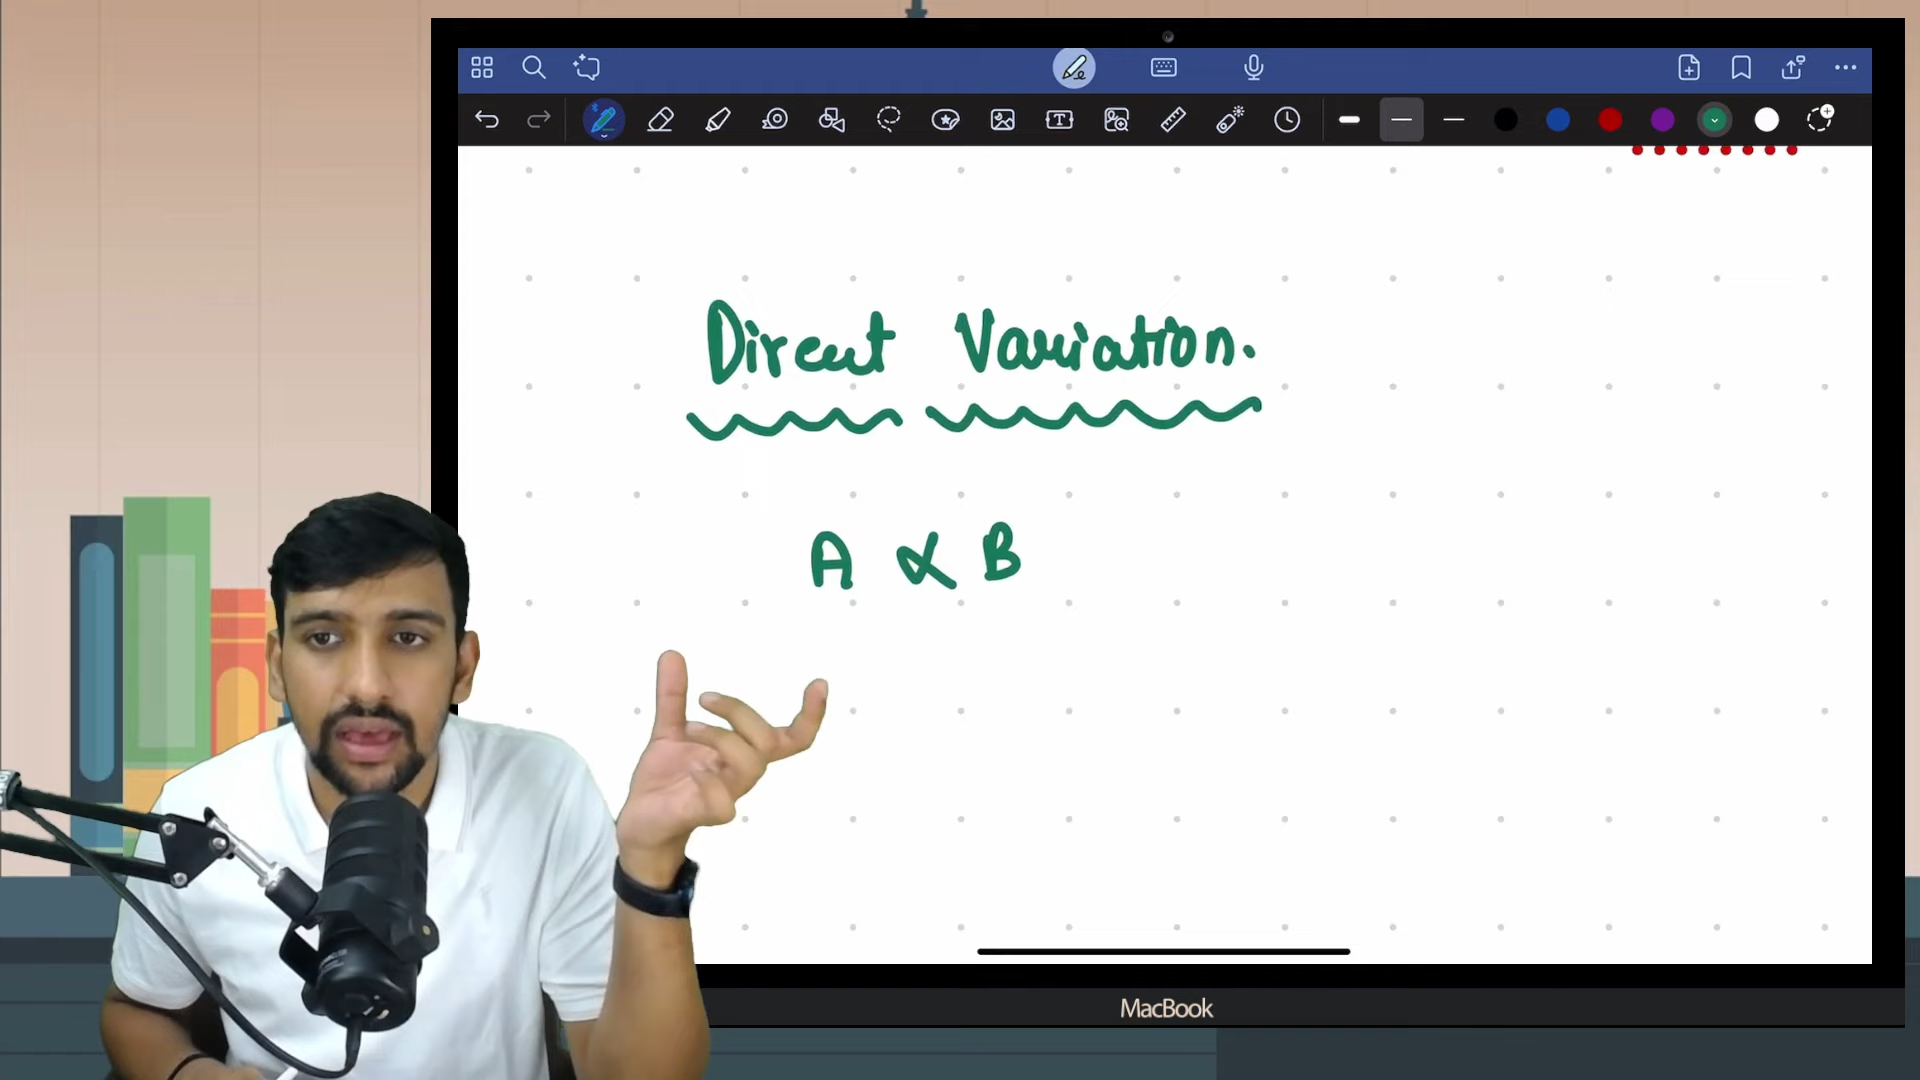 Direct Variation.
A ∝ B
MacBook